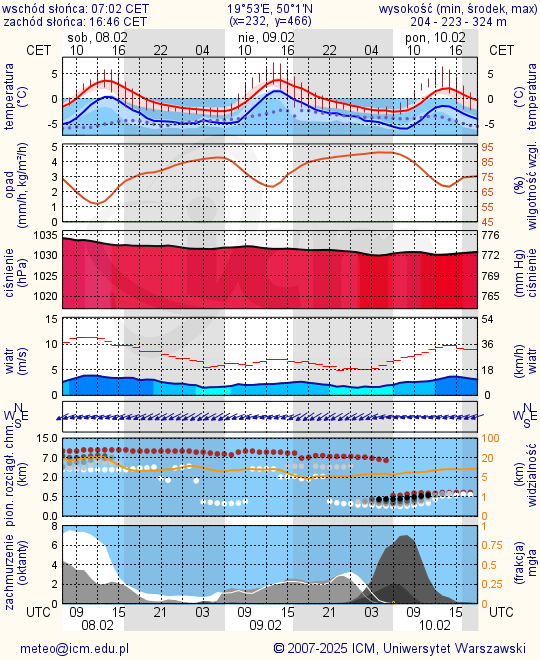 wschód słońca: 07:02 CET 19°53'E, 50°1'N wysokość (min, środek, max)
zachód słońca: 16:46 CET (x=232, y=466) 204 - 223 - 324 m
sob, 08.02 nie, 09.02 pon, 10.02
CET 10 16 22 04 10 16 22 04 10 16 CET
temperatura (°C)
5 0 -5
5 0 -5
(°C) temperatura
opad (mm/h, kg/m²/h)
5 4 3 2 1 0
95 85 75 65 55 45
(%) wilgotność wzgl.
ciśnienie (hPa)
1035 1030 1025 1020
776 772 769 765
(mm Hg) ciśnienie
wiatr (m/s)
15 11 8 4 0
54 41 27 14 0
(km/h) wiatr
N W E S
N W E S
pion. rozciągł. chm. (km)
15.0 7.0 2.0 0.5 0.0
100 20 5 1 0
(km) widzialność
zachmurzenie (oktanty)
8 6 4 2 0
1 0.75 0.5 0.25 0
(frakcja) mgła
UTC 09 15 21 03 09 15 21 03 09 15 UTC
08.02 09.02 10.02
meteo@icm.edu.pl © 2007-2025 ICM, Uniwersytet Warszawski